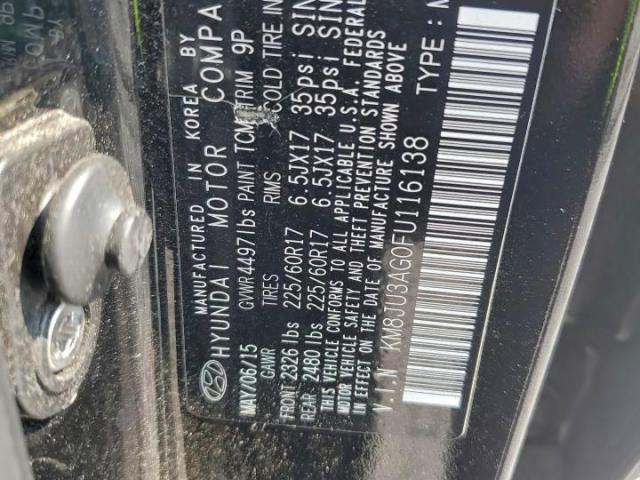 MANUFACTURED IN KOREA BY
HYUNDAI MOTOR COMPA
MAY/06/15 GVWR 4497 lbs PAINT TCM TRIM 9P
GAWR TIRES RIMS COLD TIRE IN
FRONT 2326 lbs 225/60R17 6.5JX17 35psi SIN
REAR 2480 lbs 225/60R17 6.5JX17 35psi SIN
THIS VEHICLE CONFORMS TO ALL APPLICABLE U.S.A. FEDERAL
MOTOR VEHICLE SAFETY AND THEFT PREVENTION STANDARDS
IN EFFECT ON THE DATE OF MANUFACTURE SHOWN ABOVE
V.I.N KM8JU3AG0FU116138 TYPE : M